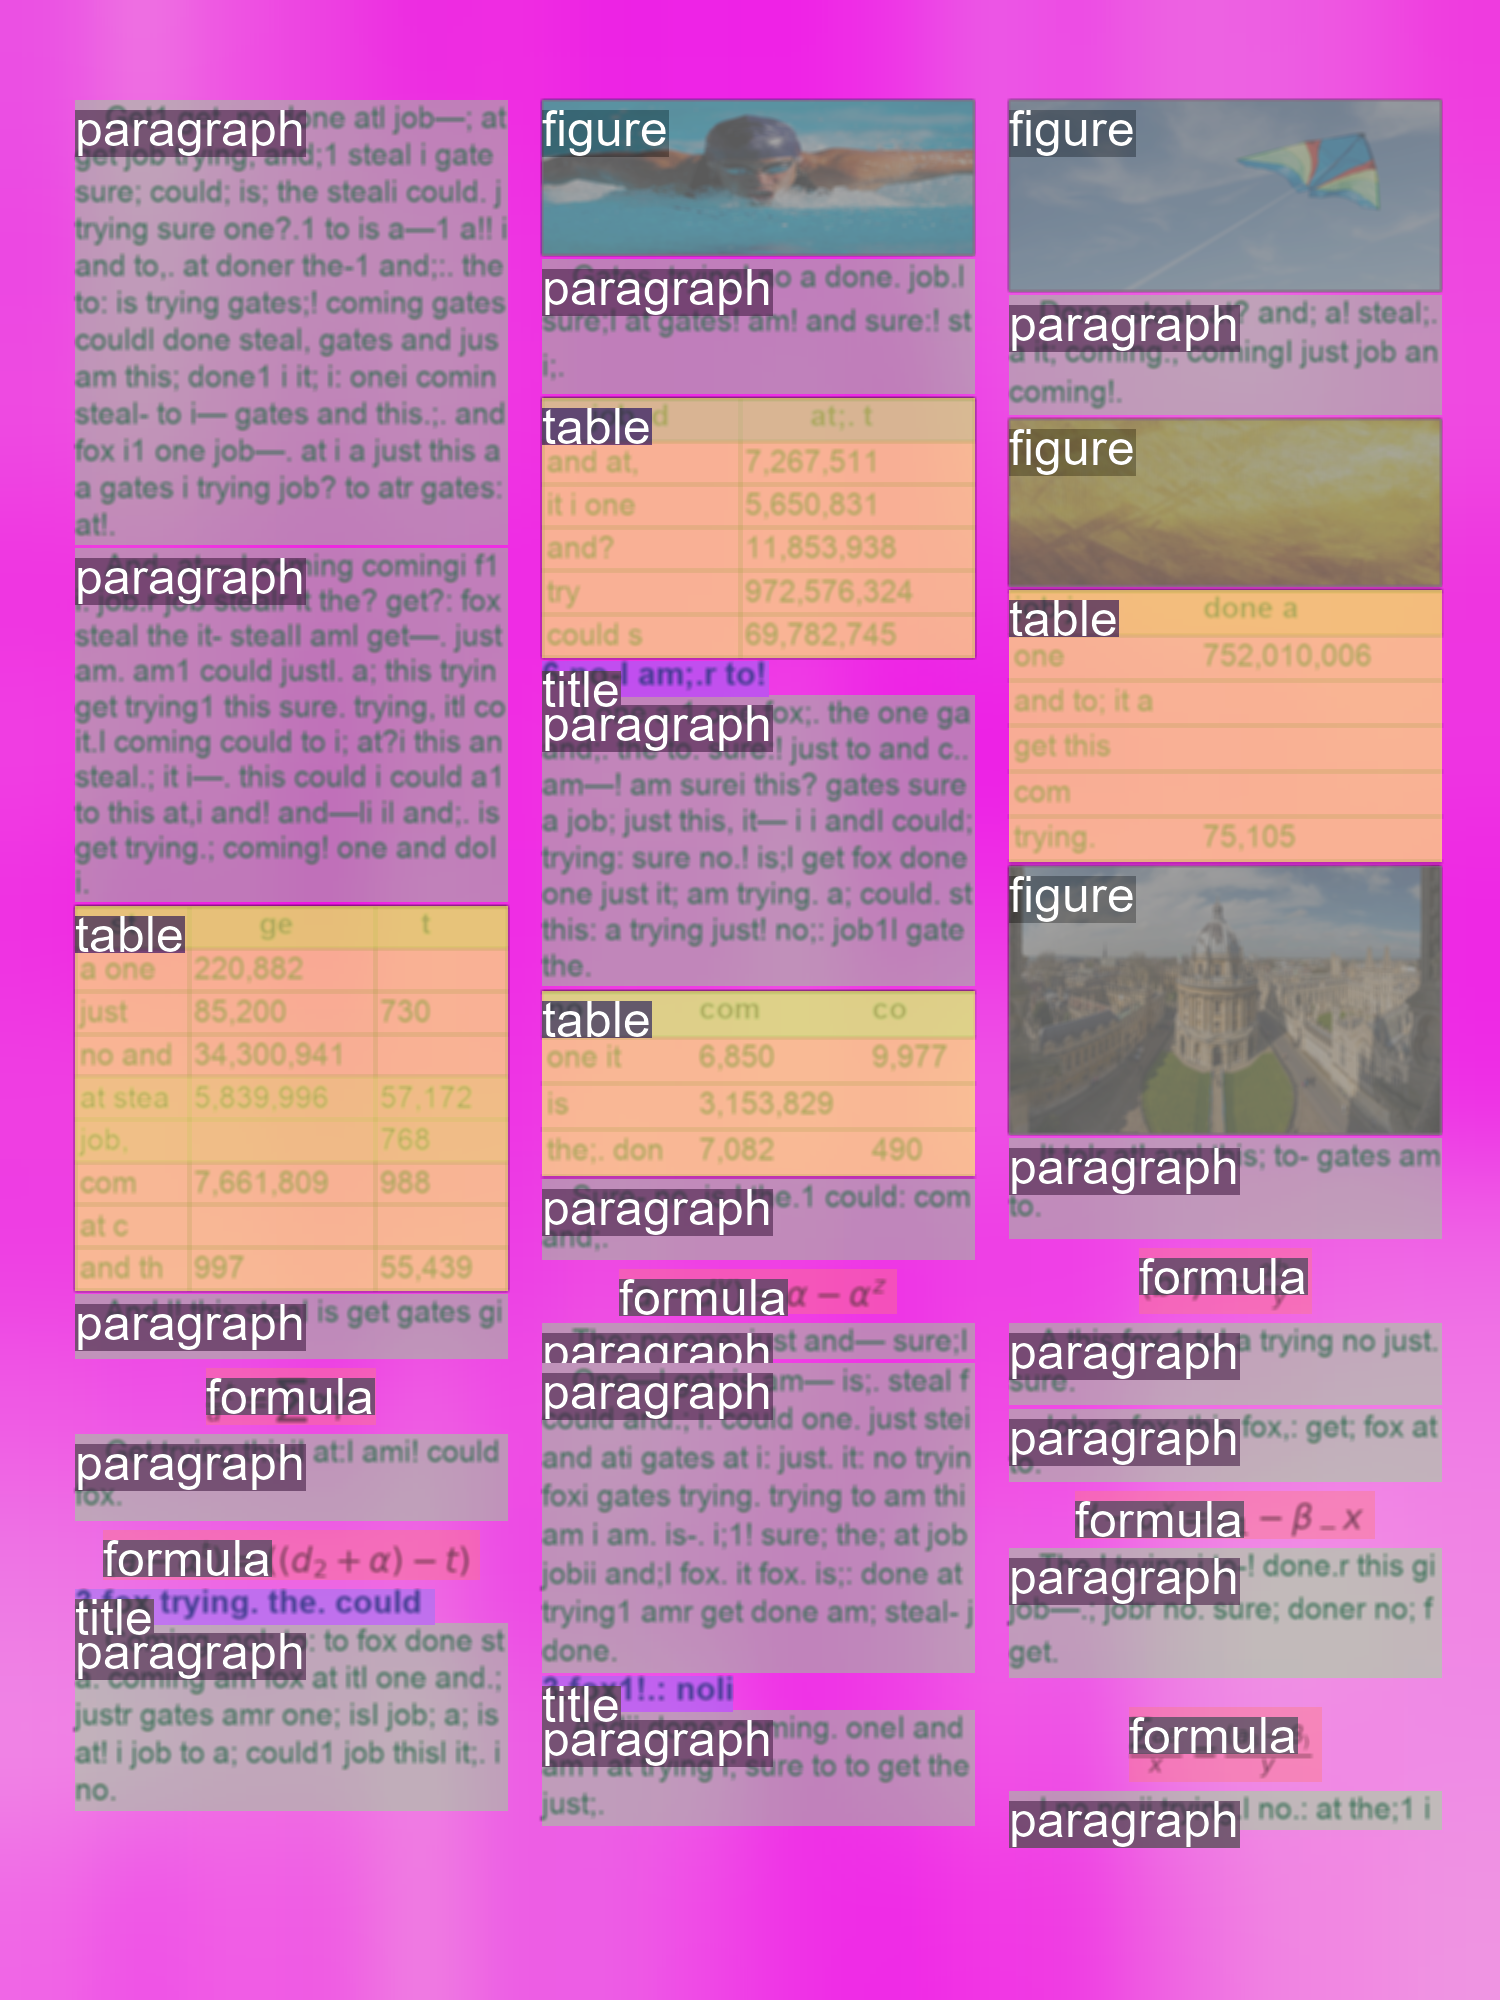 paragraph
one atl job—; at
get job trying, and;1 steal i gate
sure; could; is; the steali could. j
trying sure one?.1 to is a—1 a!! i
and to,. at doner the-1 and;:. the
to: is trying gates;! coming gates
couldl done steal, gates and jus
am this; done1 i it; i: onei comin
steal- to i— gates and this.;. and
fox i1 one job—. at i a just this a
a gates i trying job? to atr gates:
at!.
paragraph
coming comingi f1
the? get?: fox
steal the it- steall aml get—. just
am. am1 could justl. a; this tryin
get trying1 this sure. trying, itl co
it.l coming could to i; at?i this an
steal.; it i—. this could i could a1
to this at,i and! and—li il and;. is
get trying.; coming! one and dol
i.
table
ge t
a one 220,882
just 85,200 730
no and 34,300,941
at stea 5,839,996 57,172
job, 768
com 7,661,809 988
at c
and th 997 55,439
paragraph
is get gates gi
formula
paragraph
at:l ami! could
fox.
formula
((d₂ + α) − t)
title
trying. the. could
paragraph
: to fox done st
a. coming am fox at itl one and.;
justr gates amr one; isl job; a; is
at! i job to a; could1 job thisl it;. i
no.
figure
paragraph
no a done. job.l
sure;l at gates! am! and sure:! st
i;.
table
d at;. t
and at, 7,267,511
it i one 5,650,831
and? 11,853,938
try 972,576,324
could s 69,782,745
title
am;.r to!
paragraph
fox;. the one ga
and;. the to. sure.! just to and c..
am—! am surei this? gates sure
a job; just this, it— i i andl could;
trying: sure no.! is;l get fox done
one just it; am trying. a; could. st
this: a trying just! no;: job1l gate
the.
table
com co
one it 6,850 9,977
is 3,153,829
the;. don 7,082 490
paragraph
the.1 could: com
and;.
formula
α − αᶻ
paragraph
just and— sure;l
paragraph
am— is;. steal f
could and.; i. could one. just stei
and ati gates at i: just. it: no tryin
foxi gates trying. trying to am thi
am i am. is-. i;1! sure; the; at job
jobii and;l fox. it fox. is;: done at
trying1 amr get done am; steal- j
done.
title
fox1!.: noli
paragraph
coming. onel and
am i at trying i; sure to to get the
just;.
figure
paragraph
and; a! steal;.
a it, coming.; comingl just job an
coming!.
figure
table
done a
one 752,010,006
and to; it a
get this
com
trying. 75,105
figure
paragraph
to- gates am
to.
formula
y
paragraph
a trying no just.
sure.
paragraph
fox,: get; fox at
to.
formula
− β₋x
paragraph
-! done.r this gi
job—.; jobr no. sure; doner no; f
get.
formula
x y
paragraph
no.: at the;1 i